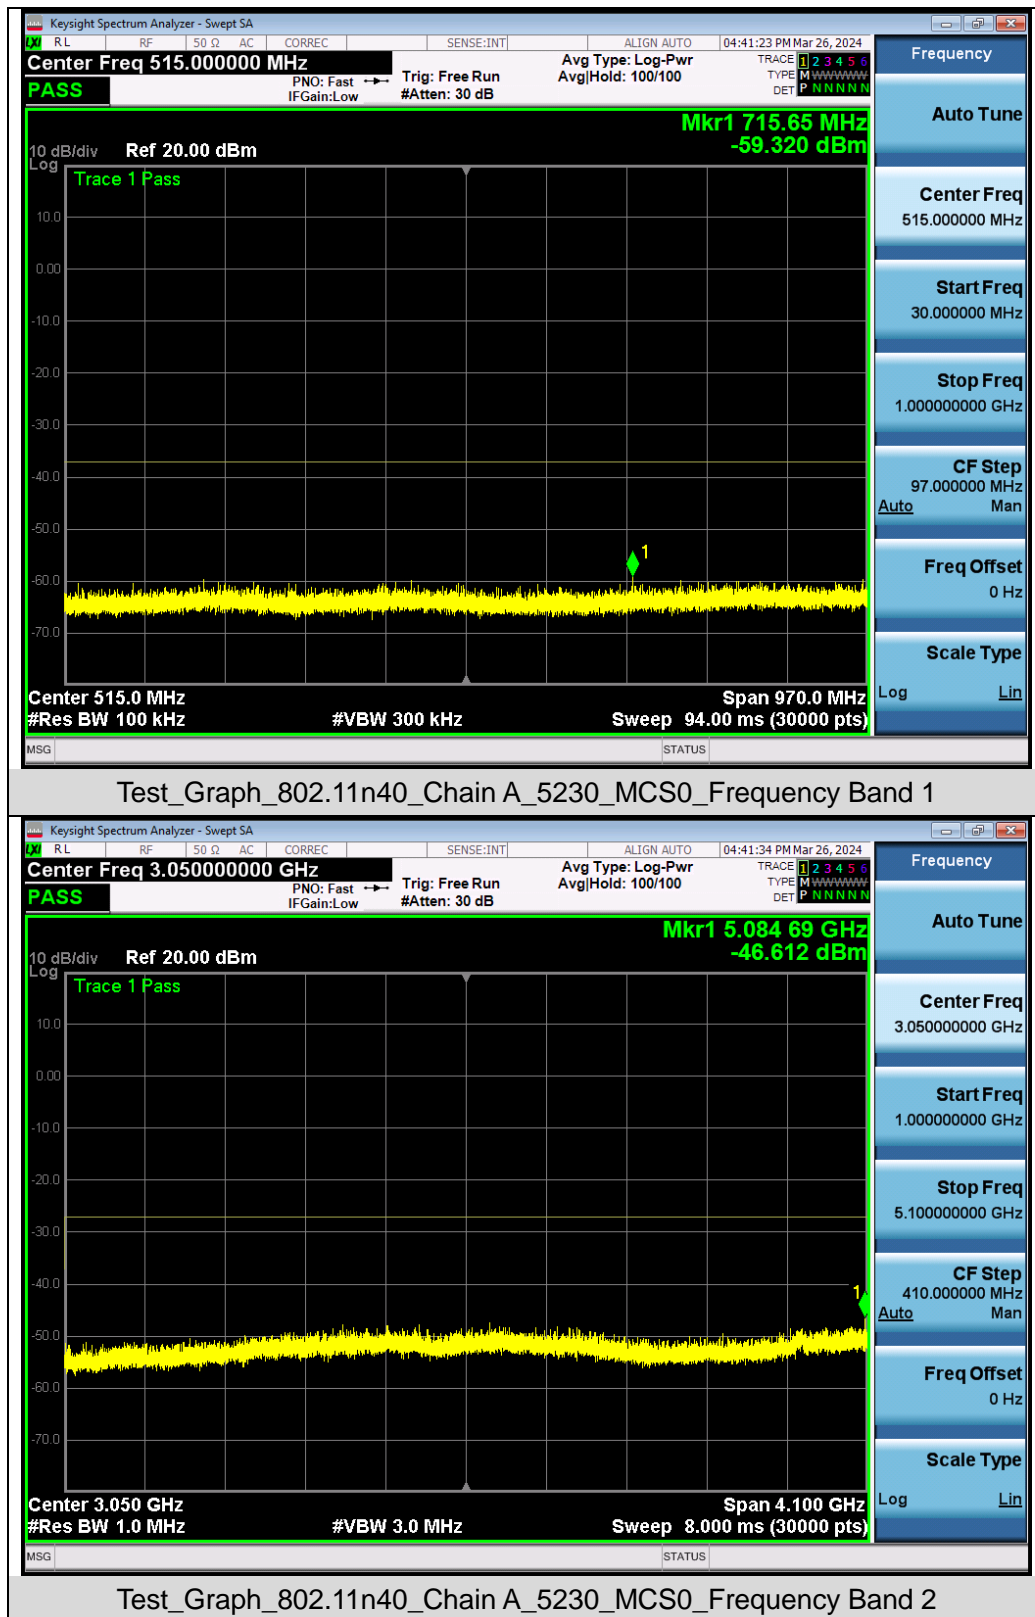 Keysight Spectrum Analyzer - Swept SA
LXI RL RF 50 Ω AC CORREC SENSE:INT ALIGN AUTO 04:41:23 PM Mar 26, 2024
Center Freq 515.000000 MHz
PASS
PNO: Fast
IFGain:Low
Trig: Free Run
#Atten: 30 dB
Avg Type: Log-Pwr
Avg|Hold: 100/100
TRACE 1 2 3 4 5 6
TYPE M WWWWW
DET P N N N N N
Mkr1 715.65 MHz
-59.320 dBm
10 dB/div Ref 20.00 dBm
Log
Trace 1 Pass
10.0
0.00
-10.0
-20.0
-30.0
-40.0
-50.0
-60.0
-70.0
1
Center 515.0 MHz Span 970.0 MHz
#Res BW 100 kHz #VBW 300 kHz Sweep 94.00 ms (30000 pts)
MSG STATUS
Frequency
Auto Tune
Center Freq
515.000000 MHz
Start Freq
30.000000 MHz
Stop Freq
1.000000000 GHz
CF Step
97.000000 MHz
Auto Man
Freq Offset
0 Hz
Scale Type
Log Lin
Test_Graph_802.11n40_Chain A_5230_MCS0_Frequency Band 1
Keysight Spectrum Analyzer - Swept SA
LXI RL RF 50 Ω AC CORREC SENSE:INT ALIGN AUTO 04:41:34 PM Mar 26, 2024
Center Freq 3.050000000 GHz
PASS
PNO: Fast
IFGain:Low
Trig: Free Run
#Atten: 30 dB
Avg Type: Log-Pwr
Avg|Hold: 100/100
TRACE 1 2 3 4 5 6
TYPE M WWWWW
DET P N N N N N
Mkr1 5.084 69 GHz
-46.612 dBm
10 dB/div Ref 20.00 dBm
Log
Trace 1 Pass
10.0
0.00
-10.0
-20.0
-30.0
-40.0
-50.0
-60.0
-70.0
1
Center 3.050 GHz Span 4.100 GHz
#Res BW 1.0 MHz #VBW 3.0 MHz Sweep 8.000 ms (30000 pts)
MSG STATUS
Frequency
Auto Tune
Center Freq
3.050000000 GHz
Start Freq
1.000000000 GHz
Stop Freq
5.100000000 GHz
CF Step
410.000000 MHz
Auto Man
Freq Offset
0 Hz
Scale Type
Log Lin
Test_Graph_802.11n40_Chain A_5230_MCS0_Frequency Band 2